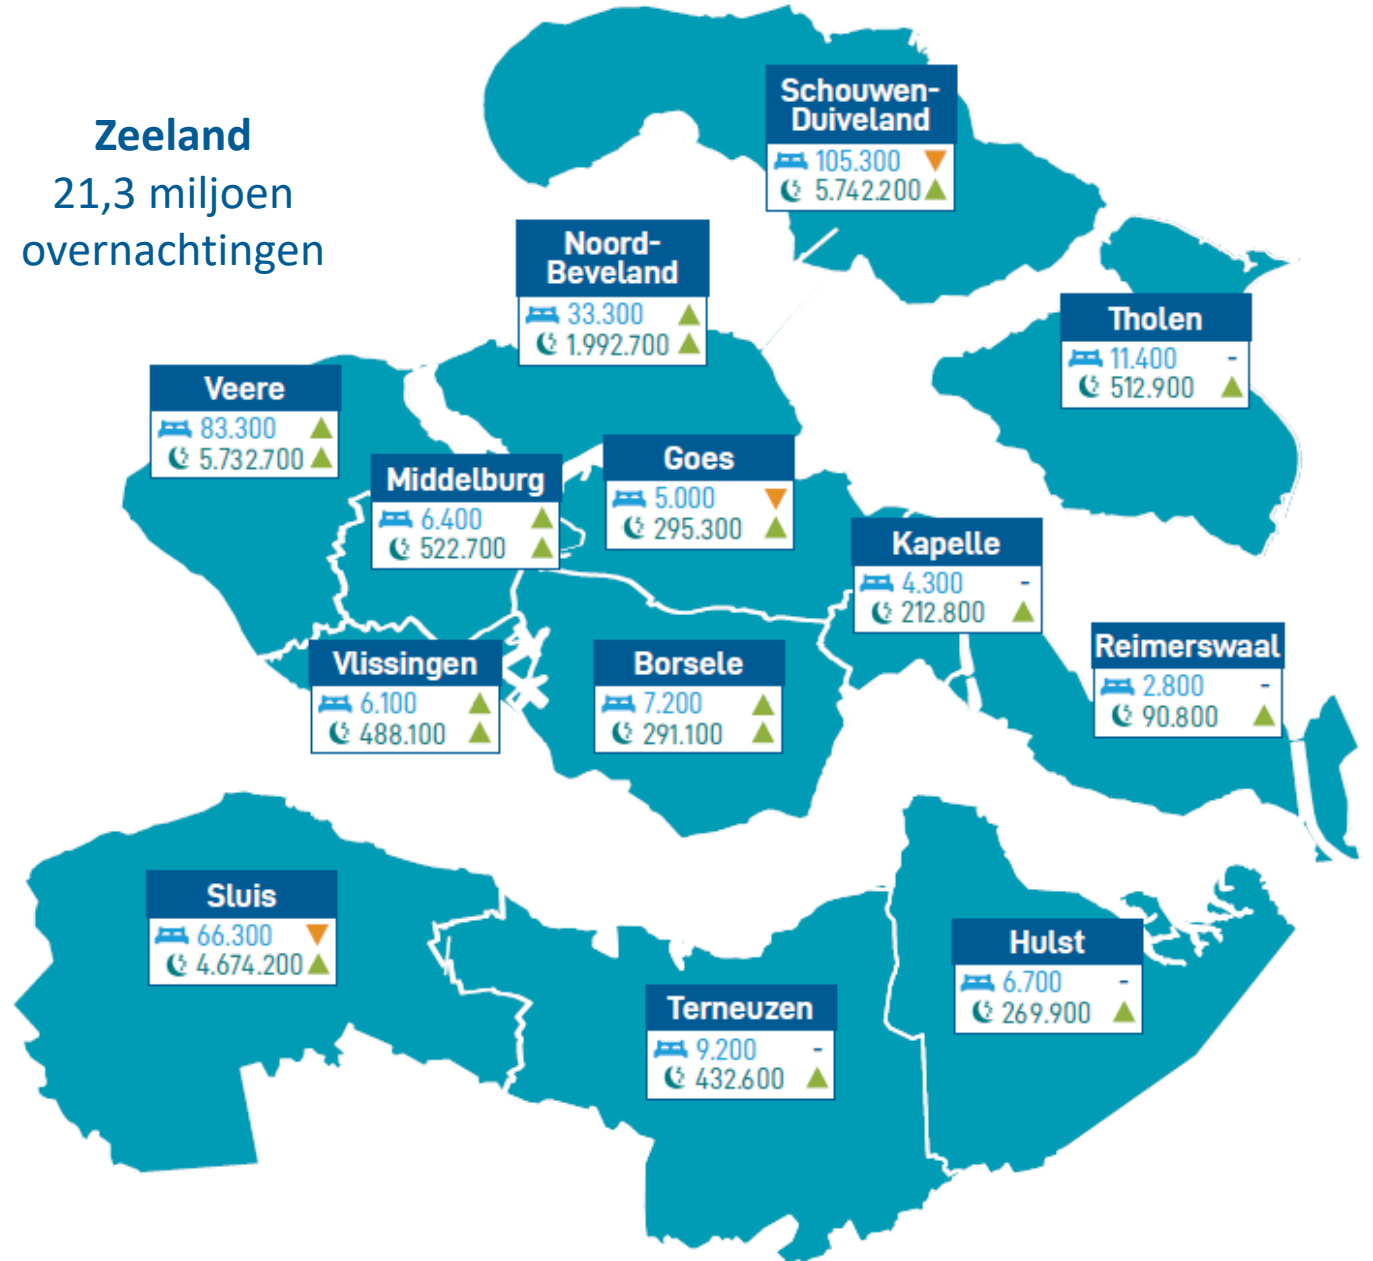 Zeeland
21,3 miljoen
overnachtingen
Schouwen-
Duiveland
105.300
5.742.200
Noord-
Beveland
33.300
1.992.700
Tholen
11.400 -
512.900
Veere
83.300
5.732.700
Middelburg
6.400
522.700
Goes
5.000
295.300
Kapelle
4.300 -
212.800
Vlissingen
6.100
488.100
Borsele
7.200
291.100
Reimerswaal
2.800 -
90.800
Sluis
66.300
4.674.200
Terneuzen
9.200 -
432.600
Hulst
6.700 -
269.900